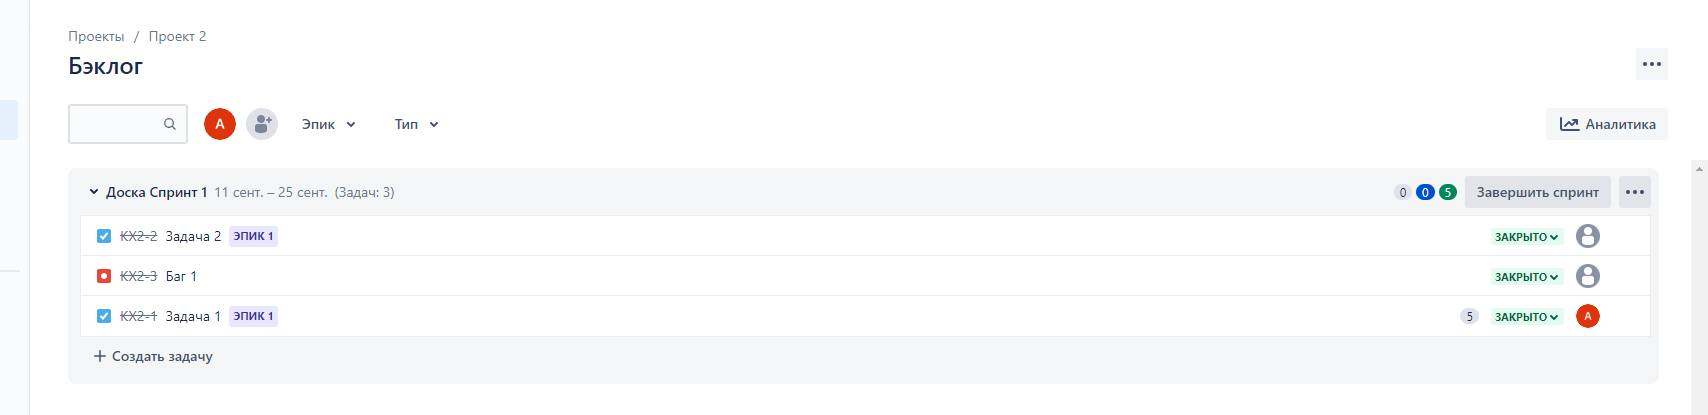 Проекты / Проект 2
Бэклог
А Эпик Тип Аналитика
Доска Спринт 1 11 сент. – 25 сент. (Задач: 3) 0 0 5 Завершить спринт
КХ2-2 Задача 2 ЭПИК 1 ЗАКРЫТО
КХ2-3 Баг 1 ЗАКРЫТО
КХ2-1 Задача 1 ЭПИК 1 5 ЗАКРЫТО А
Создать задачу